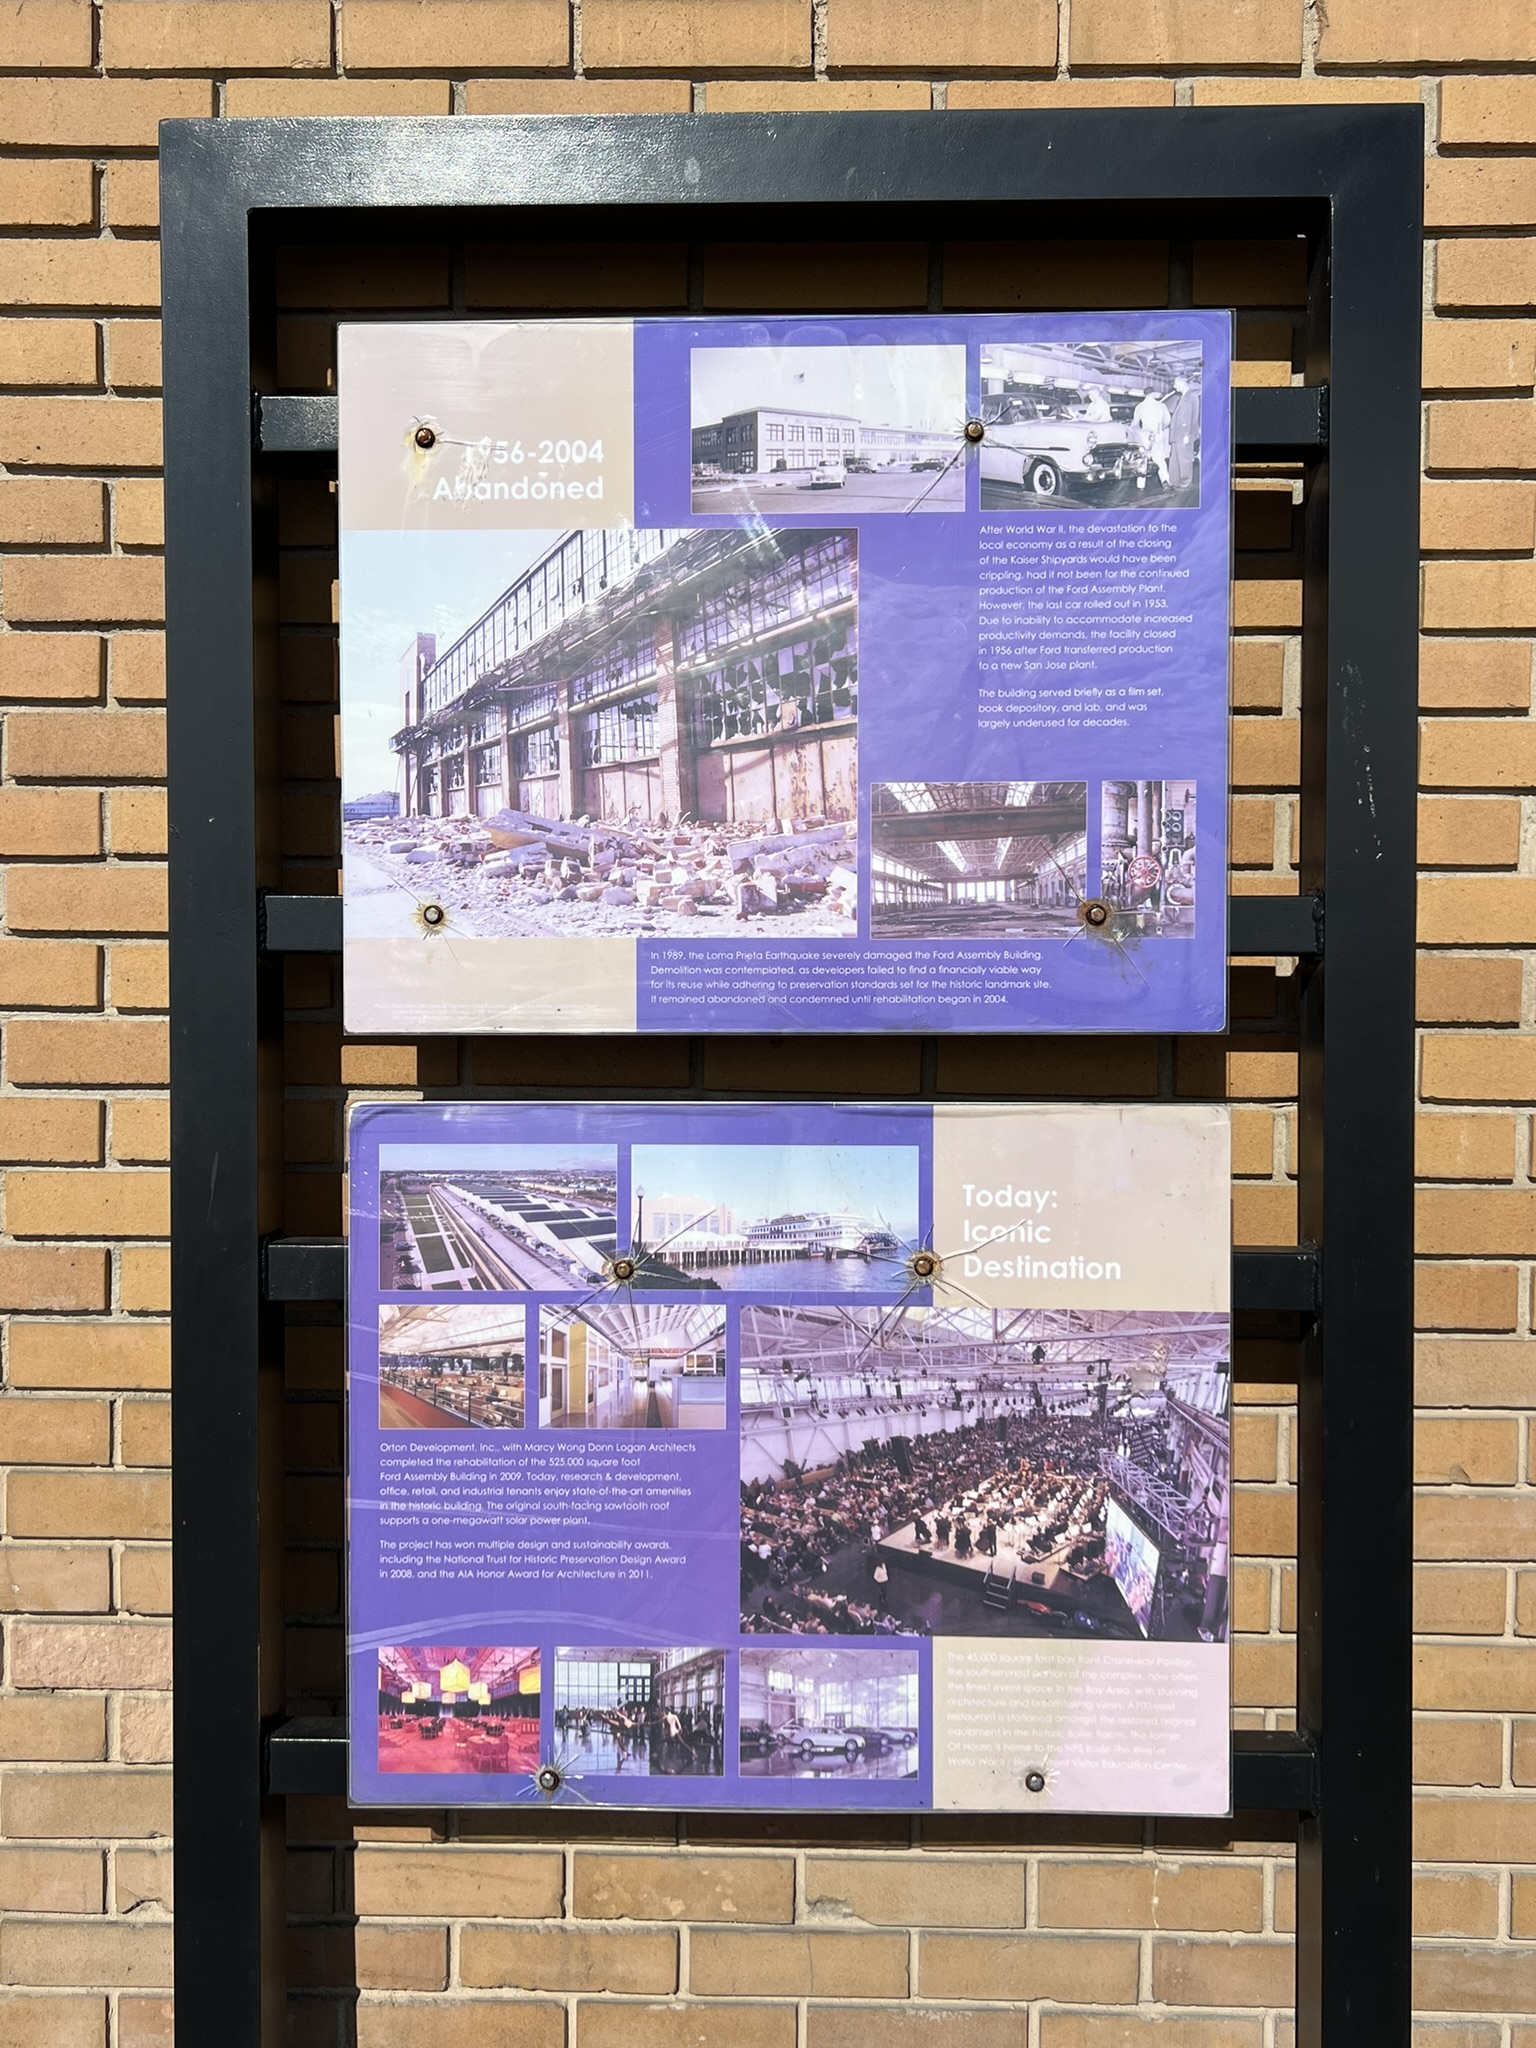 1956-2004
Abandoned
After World War II, the devastation to the
local economy as a result of the closing
of the Kaiser Shipyards would have been
crippling, had it not been for the continued
production of the Ford Assembly Plant.
However, the last car rolled out in 1953.
Due to inability to accommodate increased
productivity demands, the facility closed
in 1956 after Ford transferred production
to a new San Jose plant.
The building served briefly as a film set,
book depository, and lab, and was
largely underused for decades.
In 1989, the Loma Prieta Earthquake severely damaged the Ford Assembly Building.
Demolition was contemplated, as developers failed to find a financially viable way
for its reuse while adhering to preservation standards set for the historic landmark site.
It remained abandoned and condemned until rehabilitation began in 2004.
Today:
Iconic
Destination
Orton Development, Inc., with Marcy Wong Donn Logan Architects
completed the rehabilitation of the 525,000 square foot
Ford Assembly Building in 2009. Today, research & development,
office, retail, and industrial tenants enjoy state-of-the-art amenities
in the historic building. The original south-facing sawtooth roof
supports a one-megawatt solar power plant.
The project has won multiple design and sustainability awards,
including the National Trust for Historic Preservation Design Award
in 2008, and the AIA Honor Award for Architecture in 2011.
The 45,000 square foot bay front Craneway Pavilion,
the southernmost portion of the complex, now offers
the finest event space in the Bay Area, with stunning
architecture and breathtaking views. A 100-seat
restaurant is stationed amongst the restored original
equipment in the historic Boiler Room. The former
Oil House is home to the NPS Rosie the Riveter
World War II Home Front Visitor Education Center.